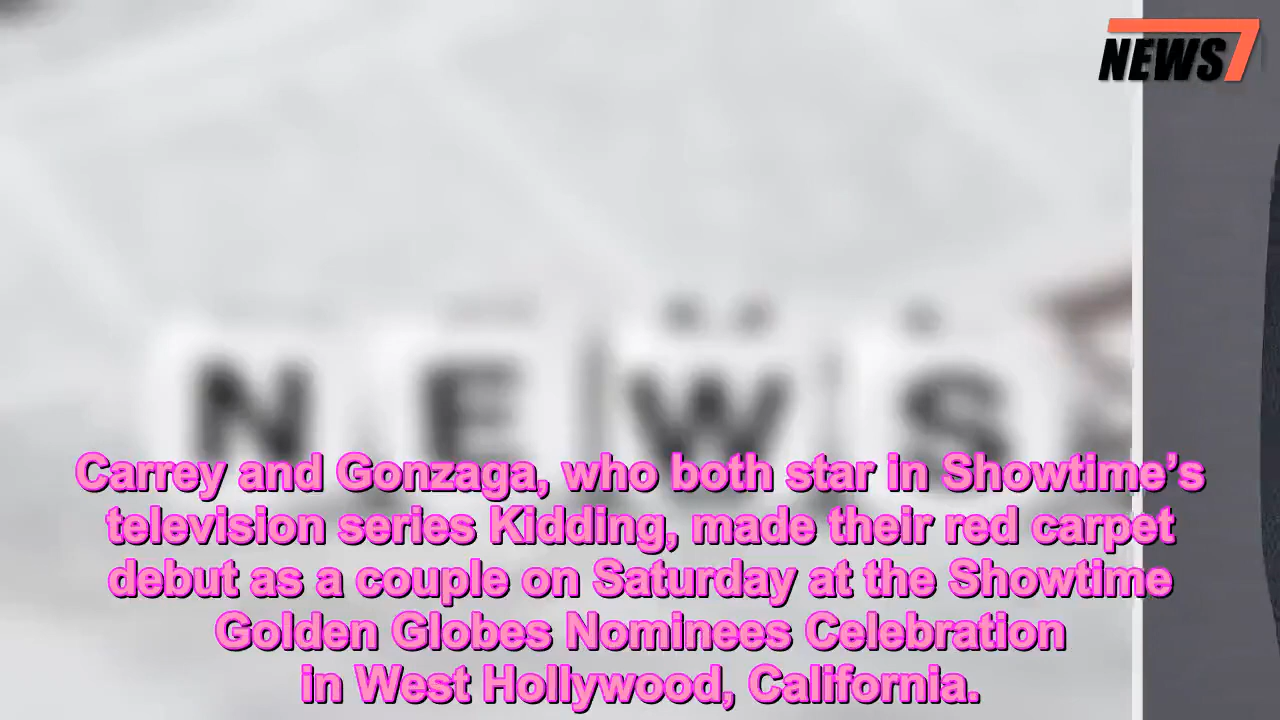 NEWS7
NEWS
Carrey and Gonzaga, who both star in Showtime’s
television series Kidding, made their red carpet
debut as a couple on Saturday at the Showtime
Golden Globes Nominees Celebration
in West Hollywood, California.